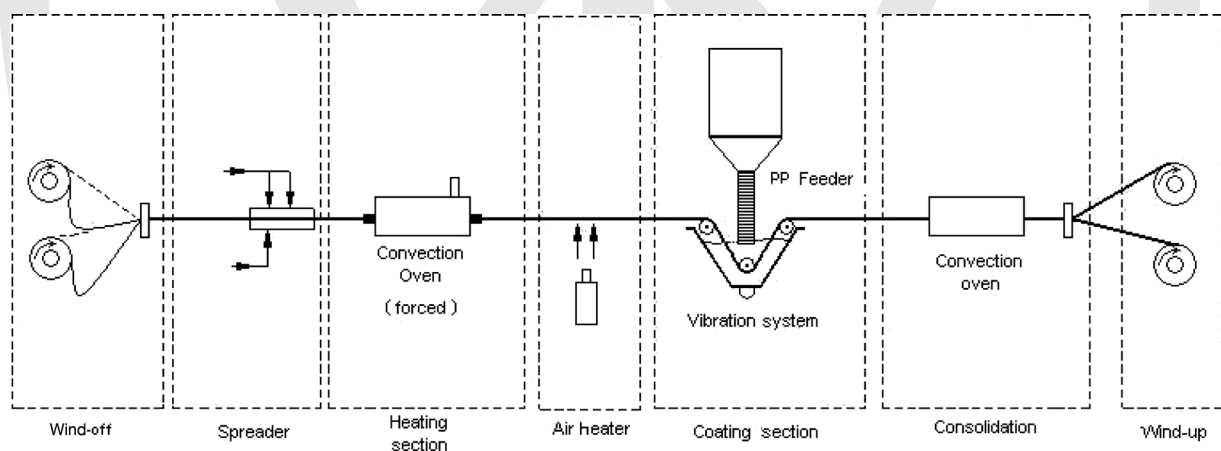 PP Feeder
Convection
Oven
( forced )
Vibration system
Convection
oven
Wind-off
Spreader
Heating
section
Air heater
Coating section
Consolidation
Wind-up